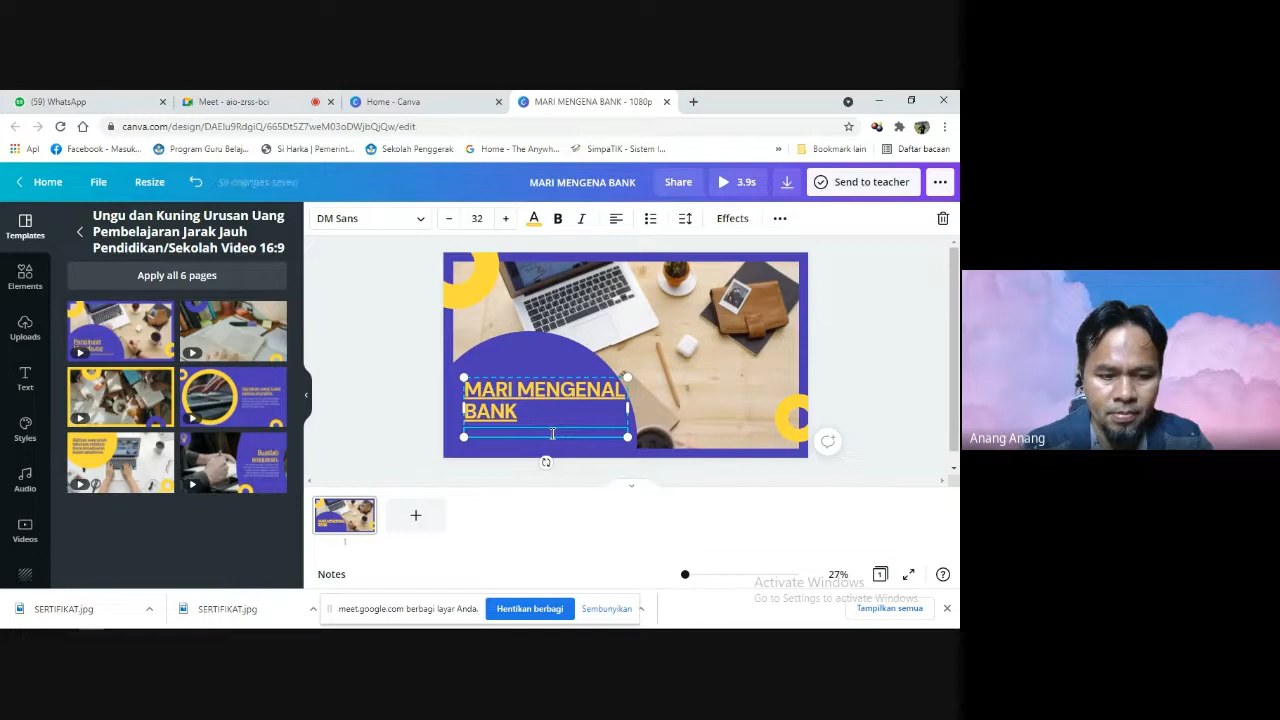 (59) WhatsApp
Meet - aio-zrss-bci
Home - Canva
MARI MENGENA BANK - 1080p
canva.com/design/DAEIu9RdgiQ/665Dt5Z7weM03oDWjbQjQw/edit
Apl
Facebook - Masuk...
Program Guru Belaj...
Si Harka | Pemerint...
Sekolah Penggerak
Home - The Anywh...
SimpaTIK - Sistem I...
»
Bookmark lain
Daftar bacaan
Home
File
Resize
MARI MENGENA BANK
Share
3.9s
Send to teacher
Templates
Elements
Uploads
Text
Styles
Audio
Videos
Ungu dan Kuning Urusan Uang
Pembelajaran Jarak Jauh
Pendidikan/Sekolah Video 16:9
Apply all 6 pages
DM Sans
− 32 +
A B I
Effects
MARI MENGENAL
BANK
1
Notes
27%
1
Activate Windows
Go to Settings to activate Windows.
SERTIFIKAT.jpg
SERTIFIKAT.jpg
meet.google.com berbagi layar Anda.
Hentikan berbagi
Sembunyikan
Tampilkan semua
Anang Anang